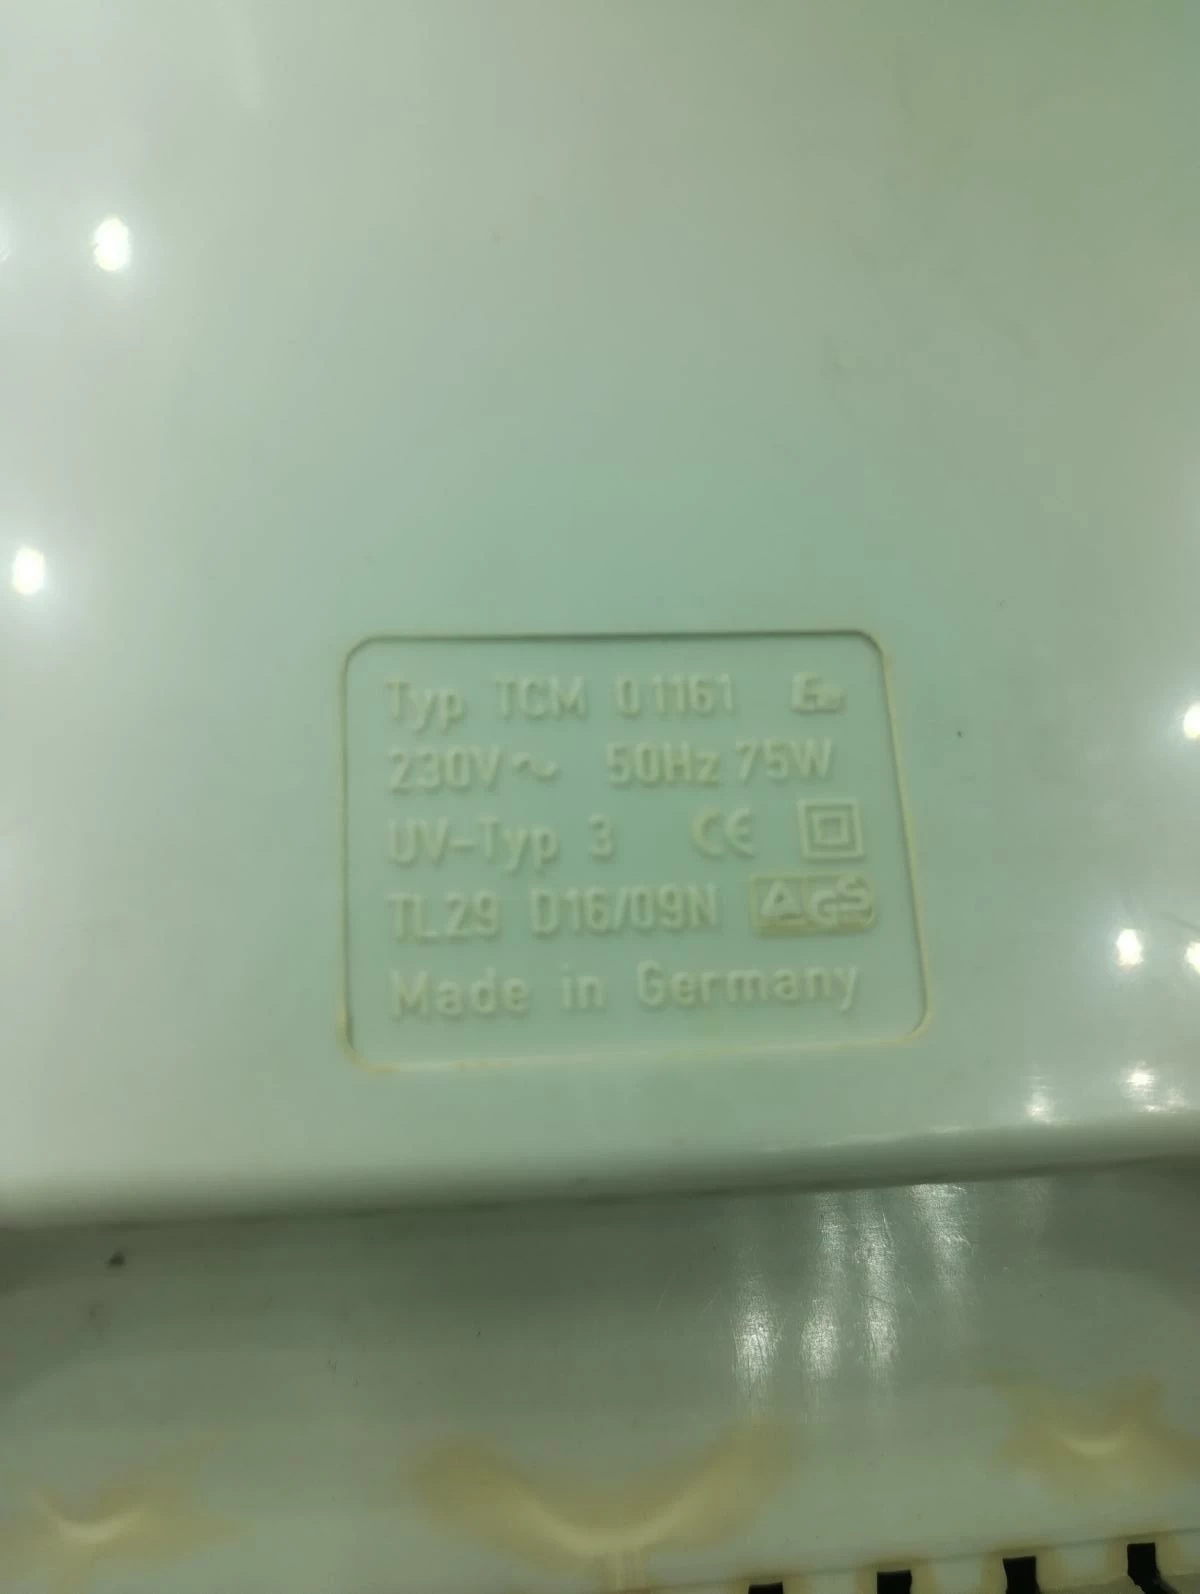 Typ TCM 01161
230V~ 50Hz 75W
UV-Typ 3 CE
TL29 D16/09N GS
Made in Germany